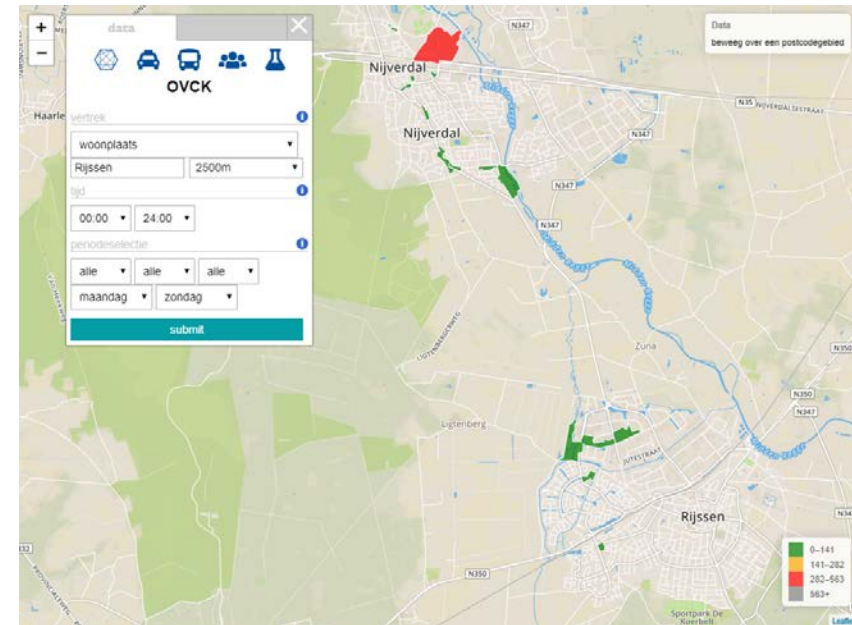 +
−
data
OVCK
vertrek
woonplaats
Rijssen 2500m
tijd
00:00 24:00
periodeselectie
alle alle alle
maandag zondag
submit
Data
beweeg over een postcodegebied
N347
Nijverdal
N35 NIJVERDALSESTRAAT
Haarle
Nijverdal
N347
N347
N347
LIGTENBERGERWEG
Zuna
N350
N350
N347
Ligtenberg
JUTESTRAAT
Rijssen
N350
Sportpark De Koerbelt
0–141
141–282
282–563
563+